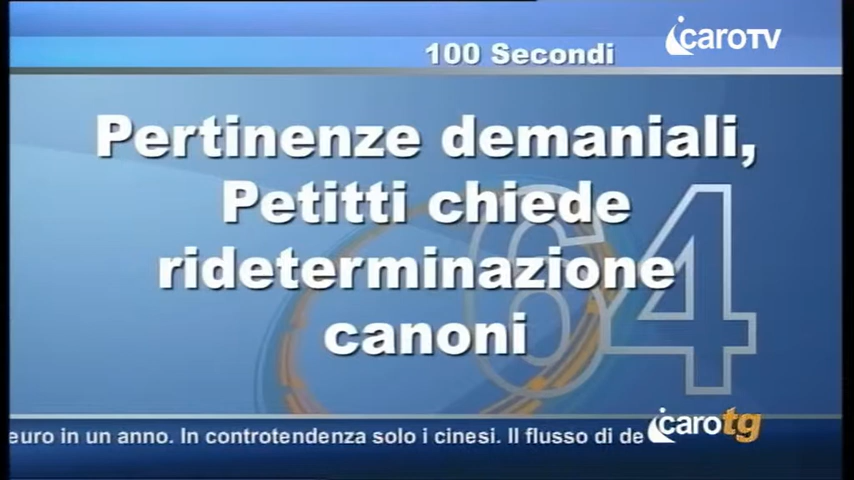 100 Secondi
icaroTV
Pertinenze demaniali,
Petitti chiede
rideterminazione
canoni
64
euro in un anno. In controtendenza solo i cinesi. Il flusso di de
icarotg